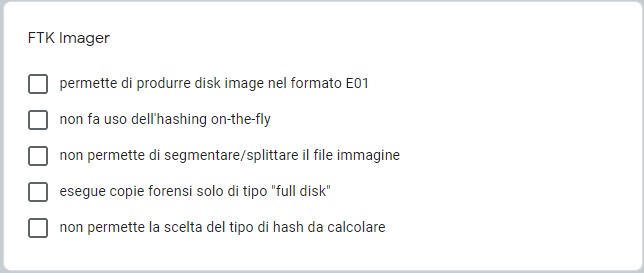 FTK Imager
permette di produrre disk image nel formato E01
non fa uso dell'hashing on-the-fly
non permette di segmentare/splittare il file immagine
esegue copie forensi solo di tipo "full disk"
non permette la scelta del tipo di hash da calcolare